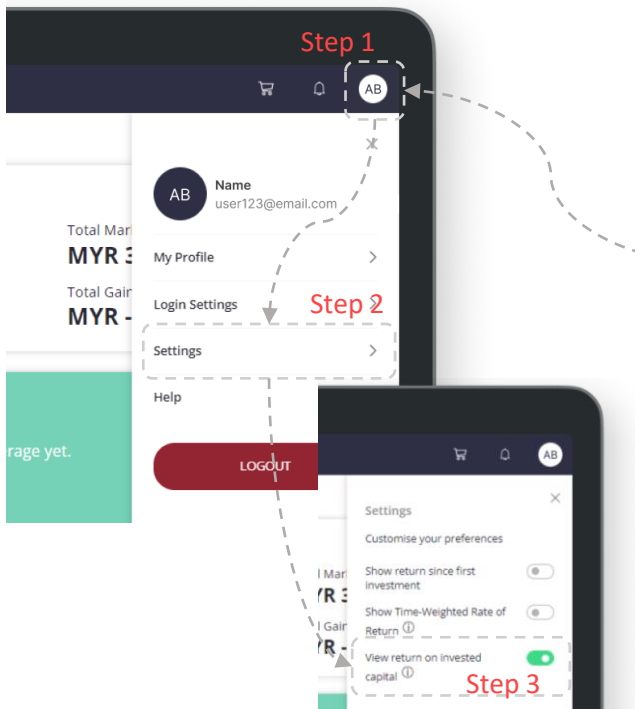 Step 1
AB
AB
Name
user123@email.com
Total Mar
MYR 3
My Profile
Total Gain
MYR -
Login Settings
Step 2
Settings
Help
rage yet.
LOGOUT
AB
Settings
Customise your preferences
Show return since first
investment
l Mar
YR 3
Show Time-Weighted Rate of
Return
l Gain
YR -
View return on invested
capital
Step 3